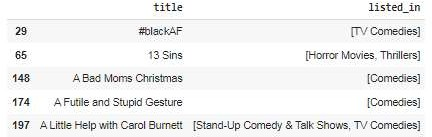 title listed_in
29 #blackAF [TV Comedies]
65 13 Sins [Horror Movies, Thrillers]
148 A Bad Moms Christmas [Comedies]
174 A Futile and Stupid Gesture [Comedies]
197 A Little Help with Carol Burnett [Stand-Up Comedy & Talk Shows, TV Comedies]